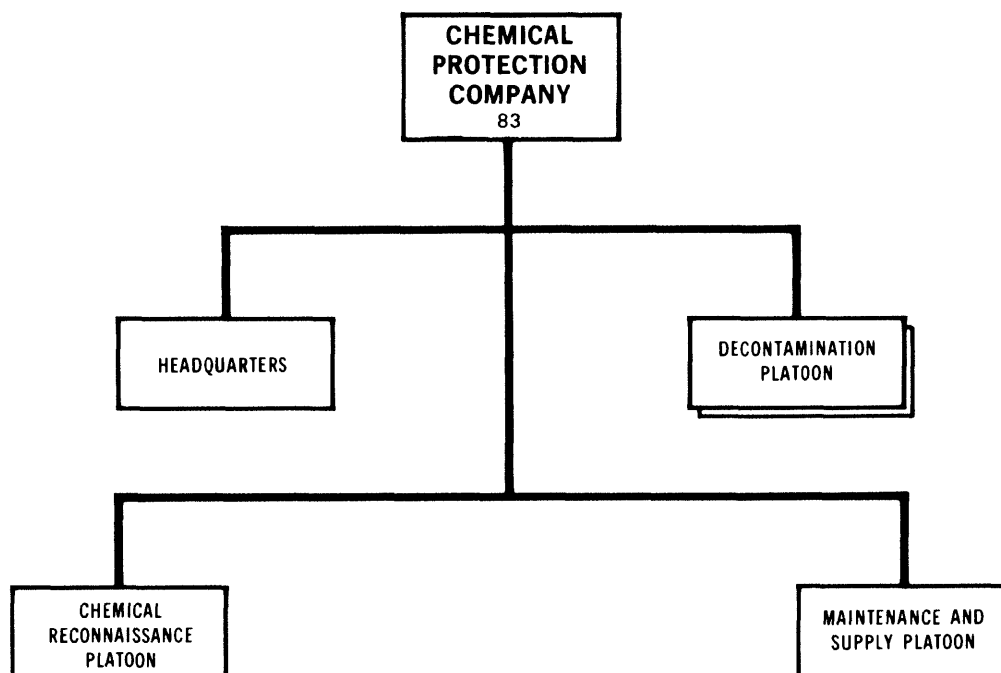 CHEMICAL
PROTECTION
COMPANY
83
HEADQUARTERS
DECONTAMINATION
PLATOON
CHEMICAL
RECONNAISSANCE
PLATOON
MAINTENANCE AND
SUPPLY PLATOON